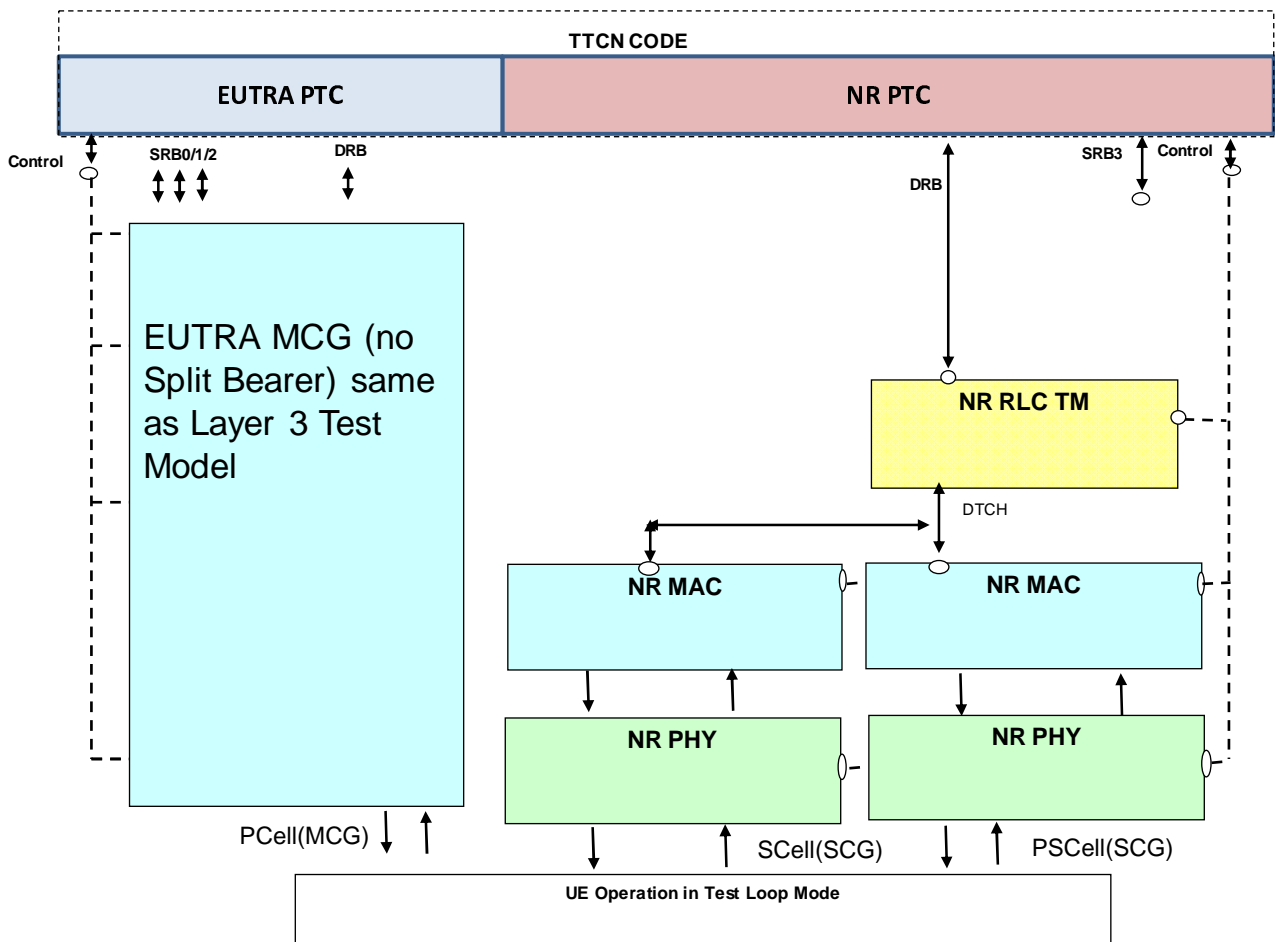 TTCN CODE
EUTRA PTC
NR PTC
Control
SRB0/1/2
DRB
DRB
SRB3
Control
EUTRA MCG (no
Split Bearer) same
as Layer 3 Test
Model
NR RLC TM
DTCH
NR MAC
NR MAC
NR PHY
NR PHY
PCell(MCG)
SCell(SCG)
PSCell(SCG)
UE Operation in Test Loop Mode